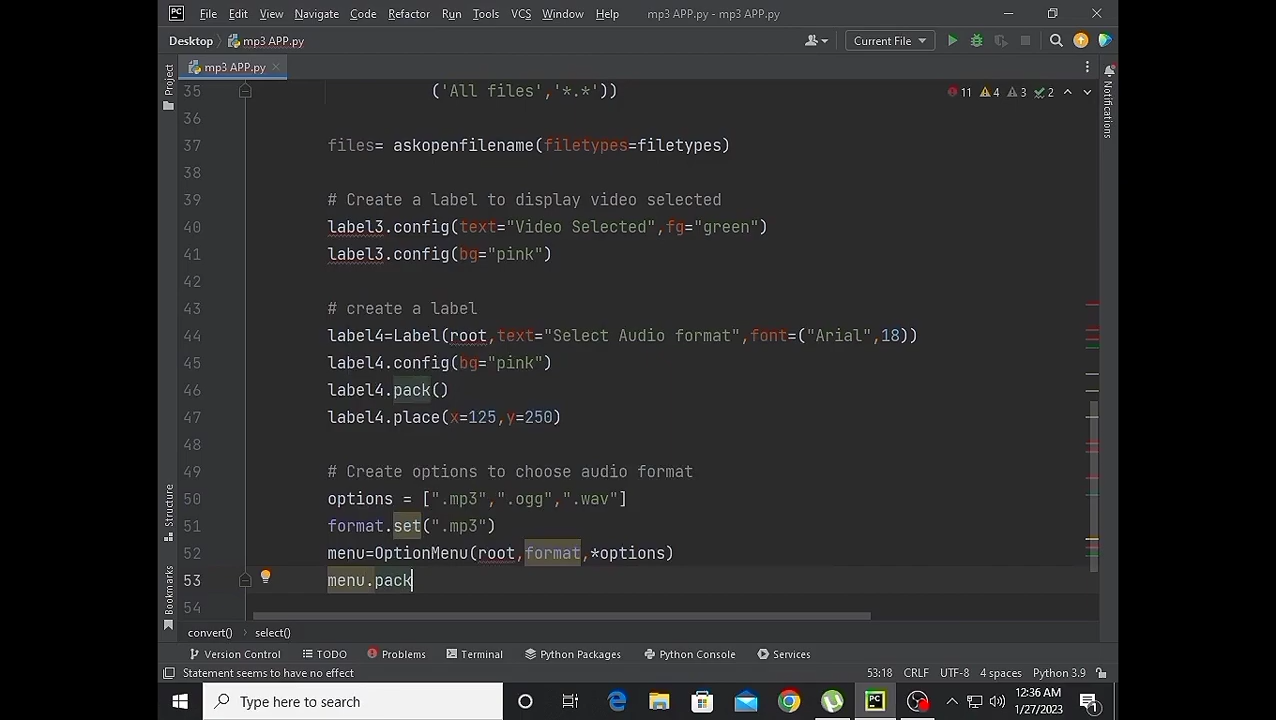 PC File Edit View Navigate Code Refactor Run Tools VCS Window Help mp3 APP.py - mp3 APP.py
Desktop mp3 APP.py Current File
mp3 APP.py
Project
Structure
Bookmarks
Notifications
11 4 3 2
35 ('All files','*.*'))
36
37 files= askopenfilename(filetypes=filetypes)
38
39 # Create a label to display video selected
40 label3.config(text="Video Selected",fg="green")
41 label3.config(bg="pink")
42
43 # create a label
44 label4=Label(root,text="Select Audio format",font=("Arial",18))
45 label4.config(bg="pink")
46 label4.pack()
47 label4.place(x=125,y=250)
48
49 # Create options to choose audio format
50 options = [".mp3",".ogg",".wav"]
51 format.set(".mp3")
52 menu=OptionMenu(root,format,*options)
53 menu.pack
54
convert() select()
Version Control TODO Problems Terminal Python Packages Python Console Services
Statement seems to have no effect 53:18 CRLF UTF-8 4 spaces Python 3.9
Type here to search PC 12:36 AM
1/27/2023 1